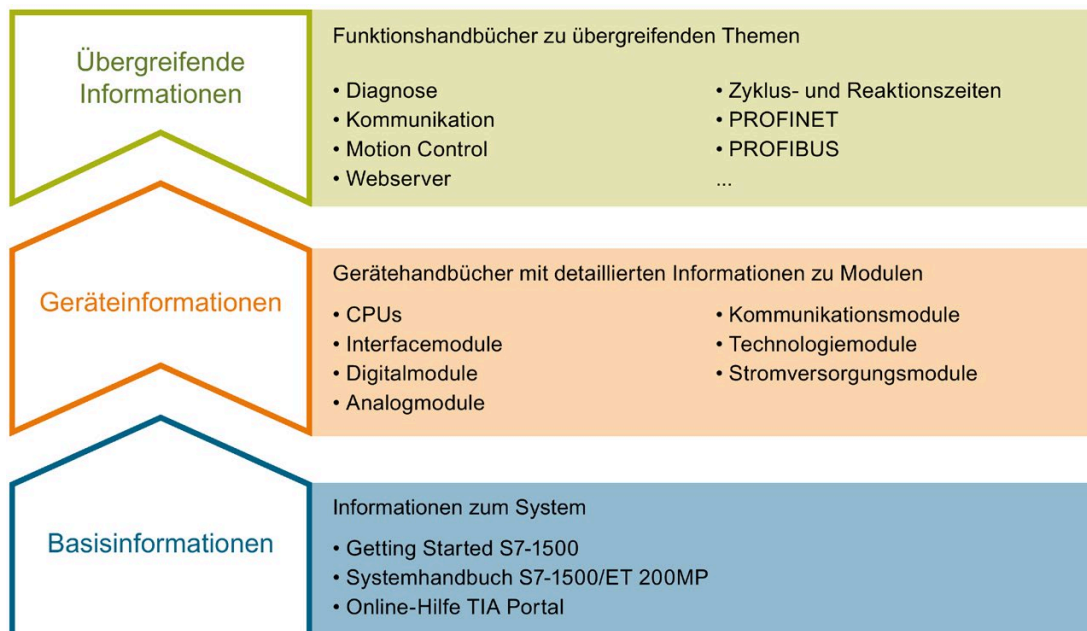 Übergreifende
Informationen
Funktionshandbücher zu übergreifenden Themen
• Diagnose
• Kommunikation
• Motion Control
• Webserver
• Zyklus- und Reaktionszeiten
• PROFINET
• PROFIBUS
...
Geräteinformationen
Gerätehandbücher mit detaillierten Informationen zu Modulen
• CPUs
• Interfacemodule
• Digitalmodule
• Analogmodule
• Kommunikationsmodule
• Technologiemodule
• Stromversorgungsmodule
Basisinformationen
Informationen zum System
• Getting Started S7-1500
• Systemhandbuch S7-1500/ET 200MP
• Online-Hilfe TIA Portal